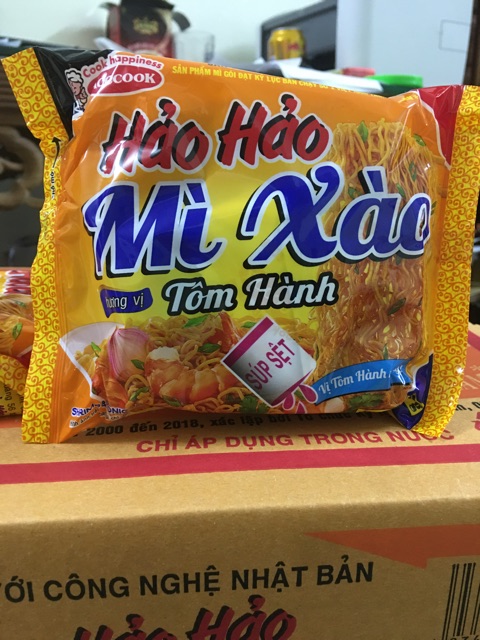 Cook happiness
ACECOOK
SẢN PHẨM MÌ GÓI ĐẠT KỶ LỤC BÁN CHẠY
Hảo Hảo
Mì Xào
Hương vị
Tôm Hành
SÚP SỆT
Vị Tôm Hành
2000 đến 2018, xác lập bởi
CHỈ ÁP DỤNG TRONG NƯỚC
VỚI CÔNG NGHỆ NHẬT BẢN
Hảo Hảo